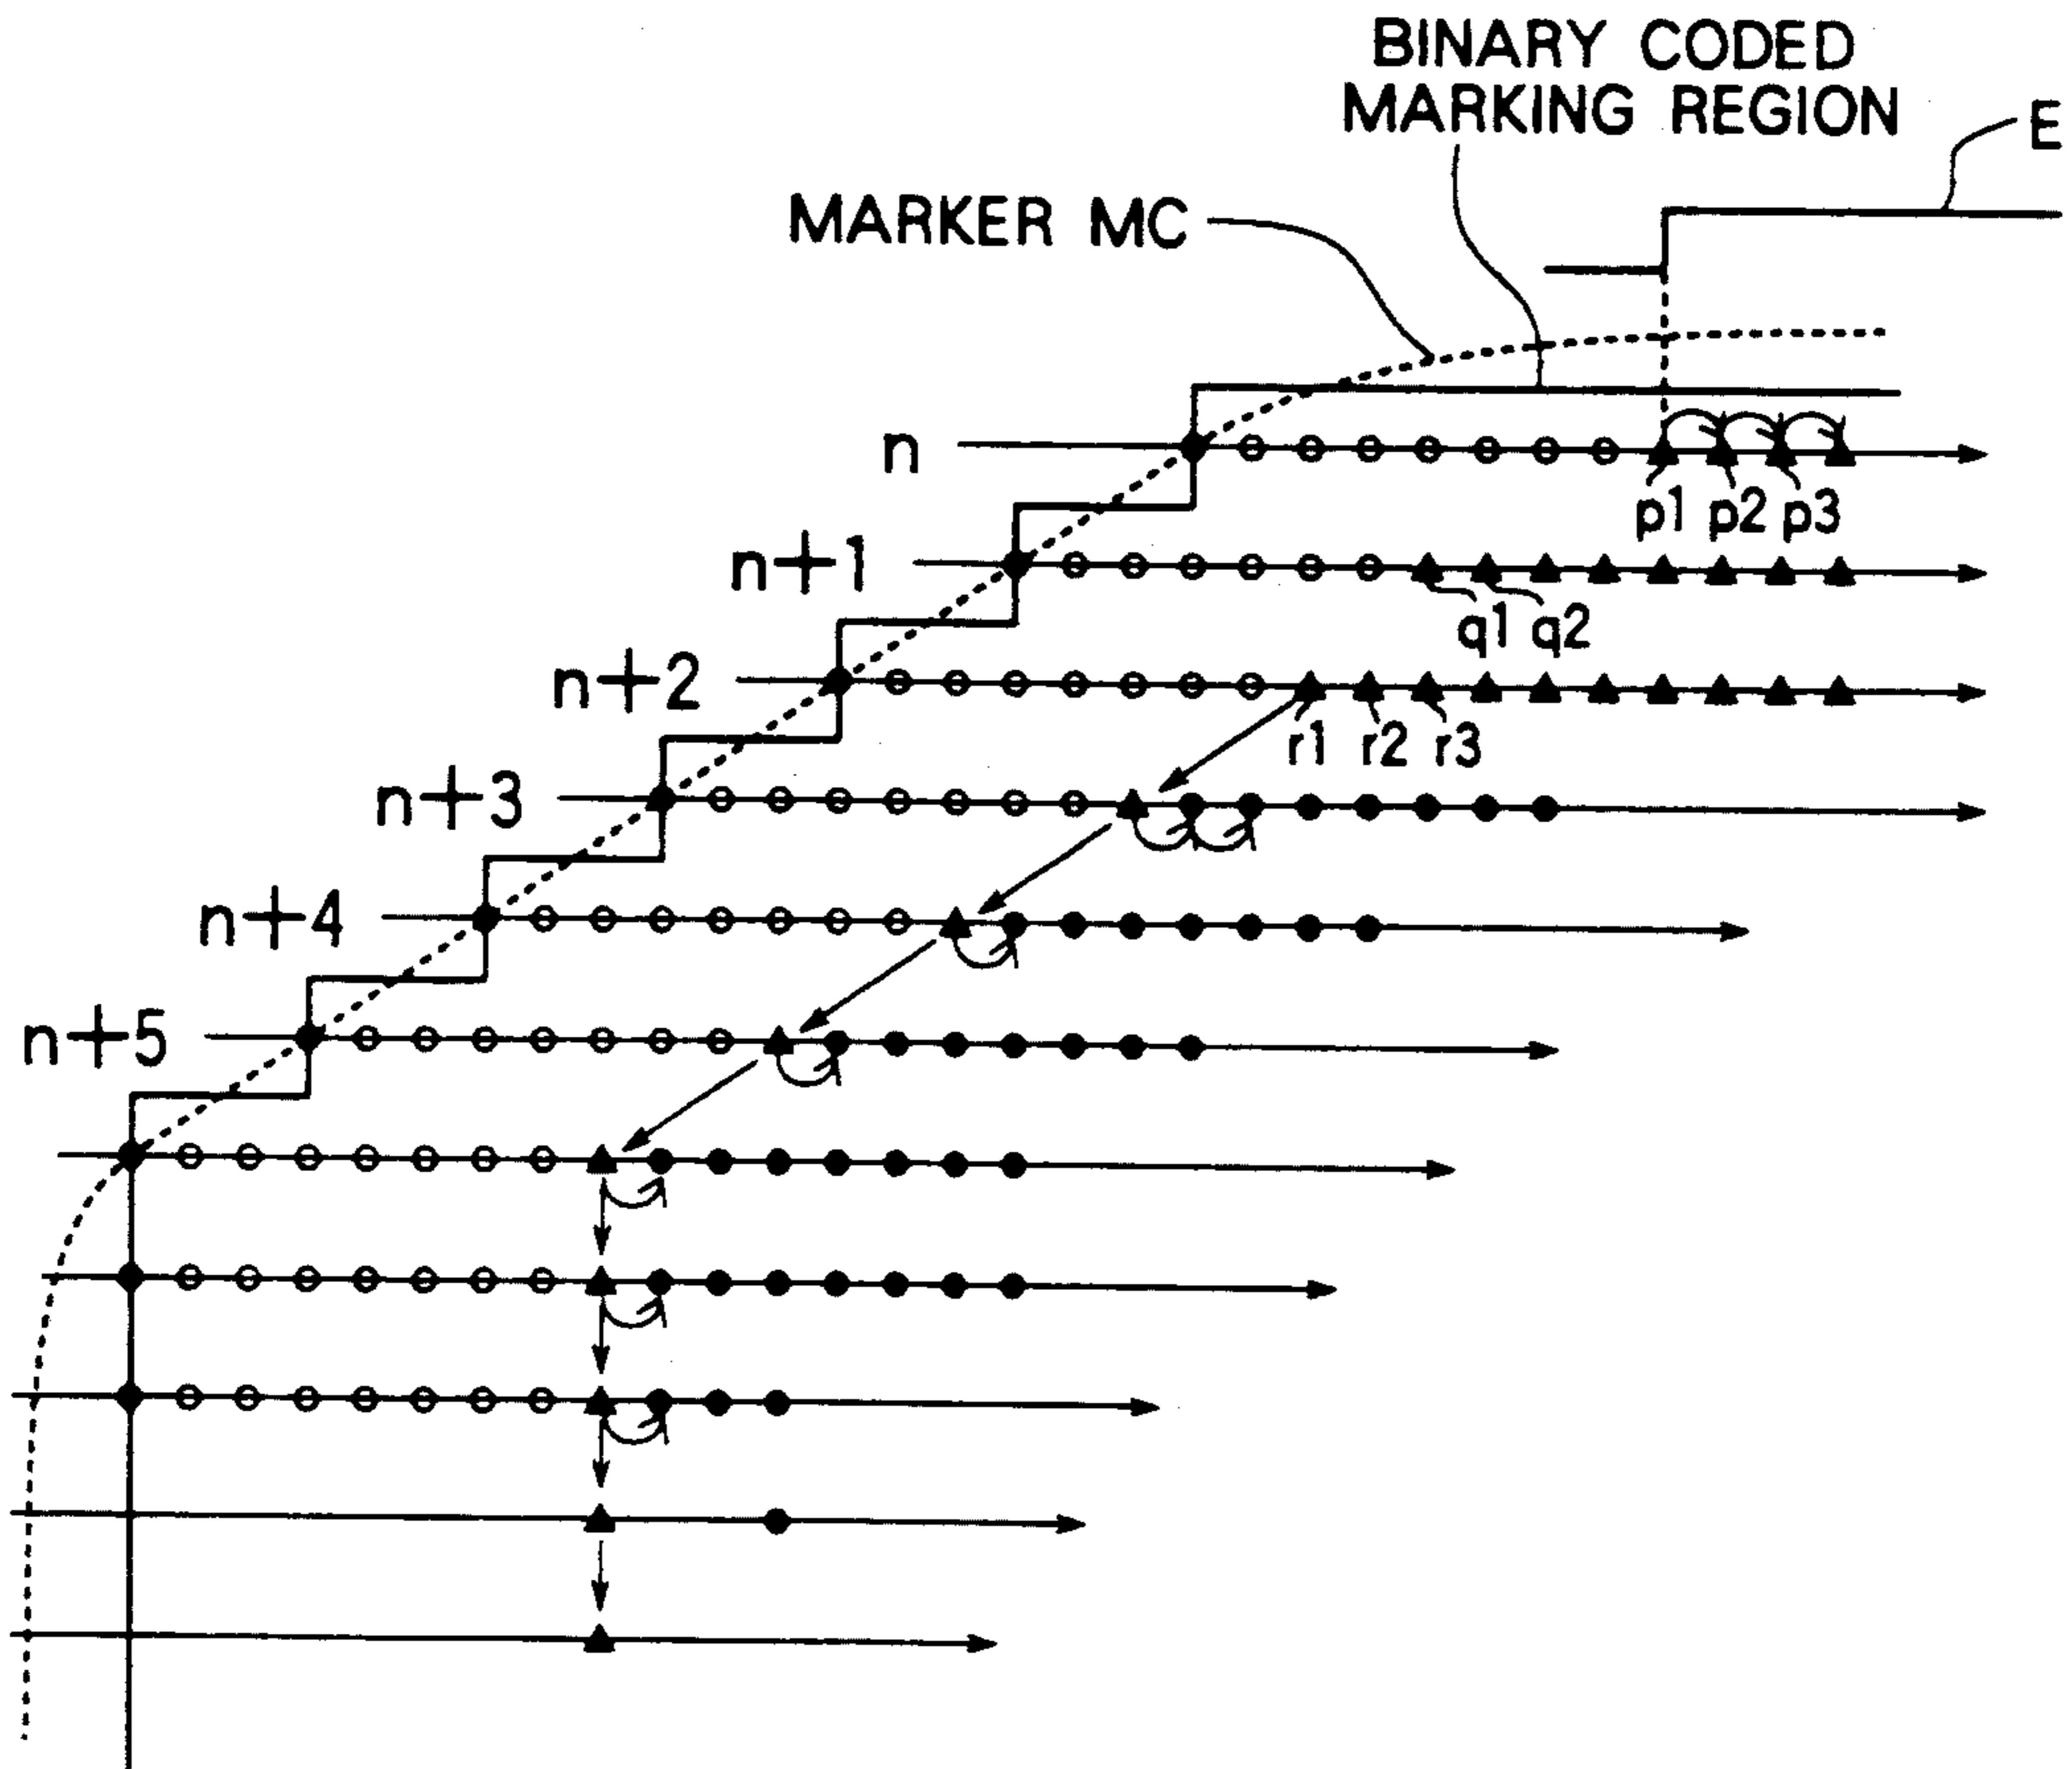 BINARY CODED
MARKING REGION
E
MARKER MC
n
p1 p2 p3
n+1
q1 q2
n+2
r1 r2 r3
n+3
n+4
n+5